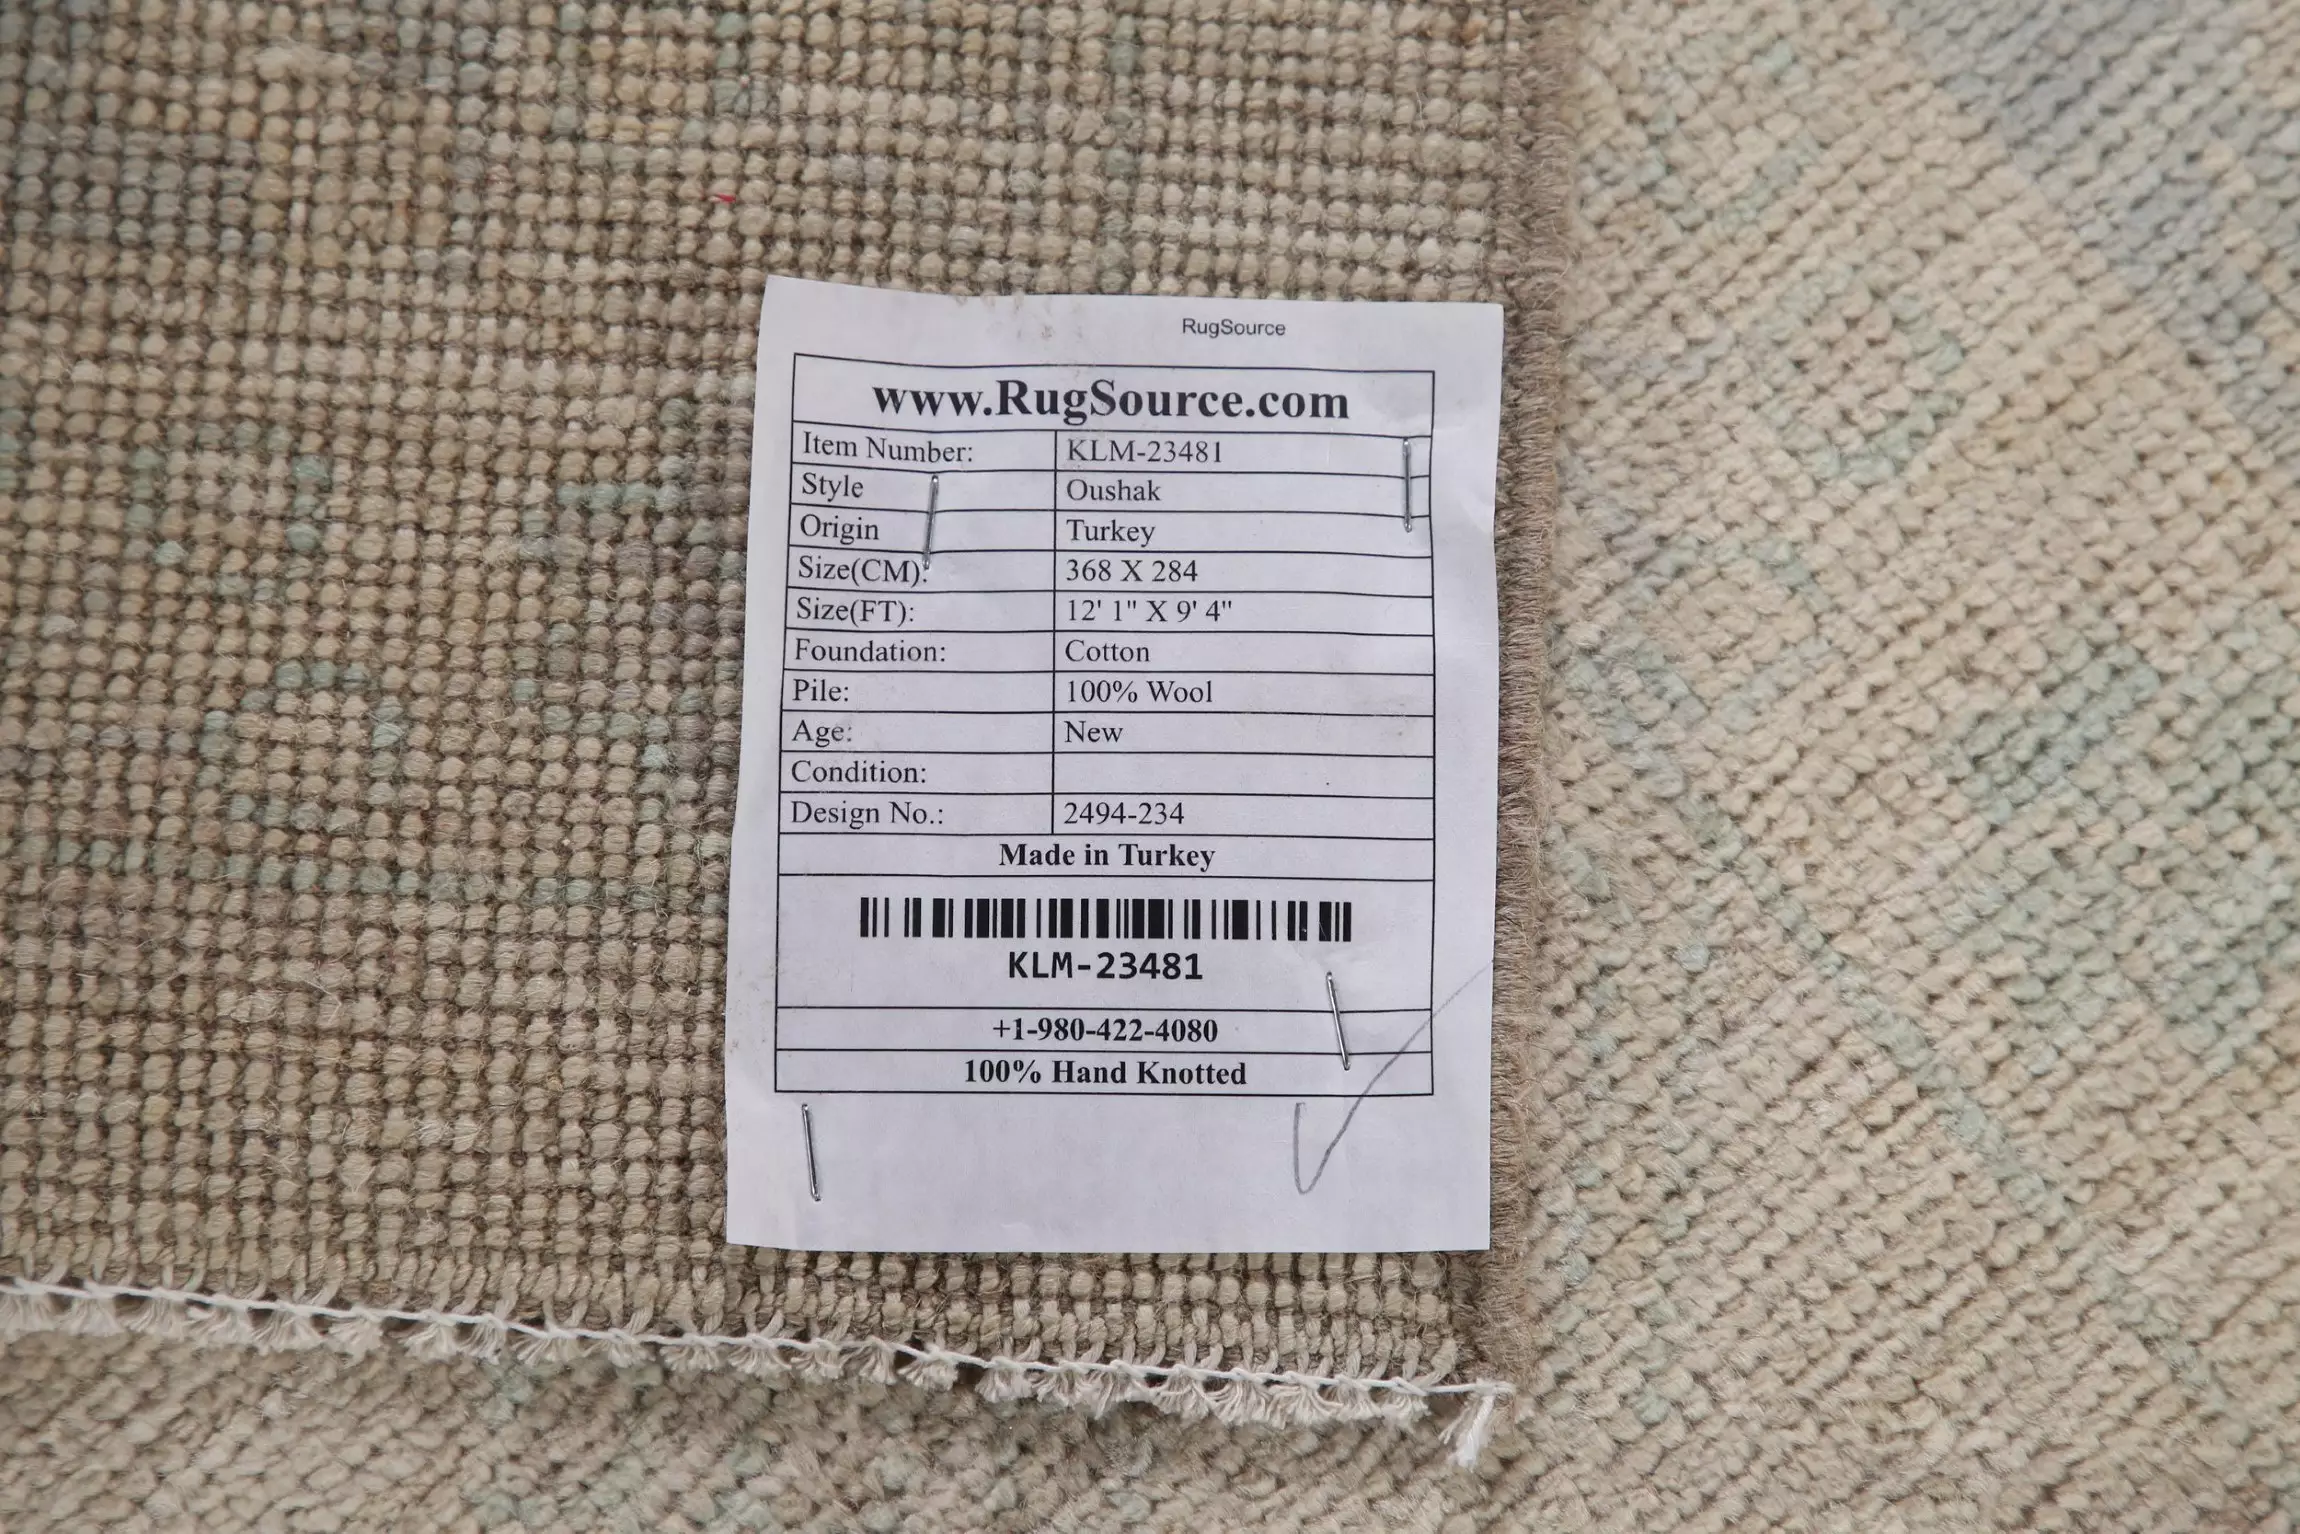 RugSource
www.RugSource.com
Item Number: KLM-23481
Style Oushak
Origin Turkey
Size(CM): 368 X 284
Size(FT): 12' 1" X 9' 4"
Foundation: Cotton
Pile: 100% Wool
Age: New
Condition:
Design No.: 2494-234
Made in Turkey
KLM-23481
+1-980-422-4080
100% Hand Knotted